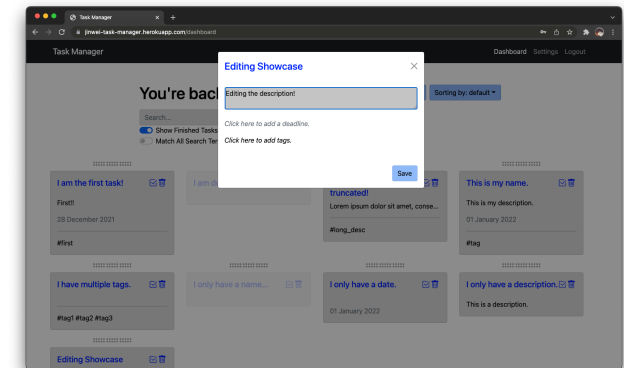 Task Manager
jinwei-task-manager.herokuapp.com/dashboard
Task Manager
Dashboard Settings Logout
Editing Showcase
You're back
Editing the description!
Sorting by: default
Search...
Show Finished Tasks
Click here to add a deadline.
Match All Search Ter
Click here to add tags.
Save
I am the first task!
First!!
28 December 2021
#first
I am d
truncated!
Lorem ipsum dolor sit amet, conse...
#long_desc
This is my name.
This is my description.
01 January 2022
#tag
I have multiple tags.
#tag1 #tag2 #tag3
I only have a name...
I only have a date.
01 January 2022
I only have a description.
This is a description.
Editing Showcase